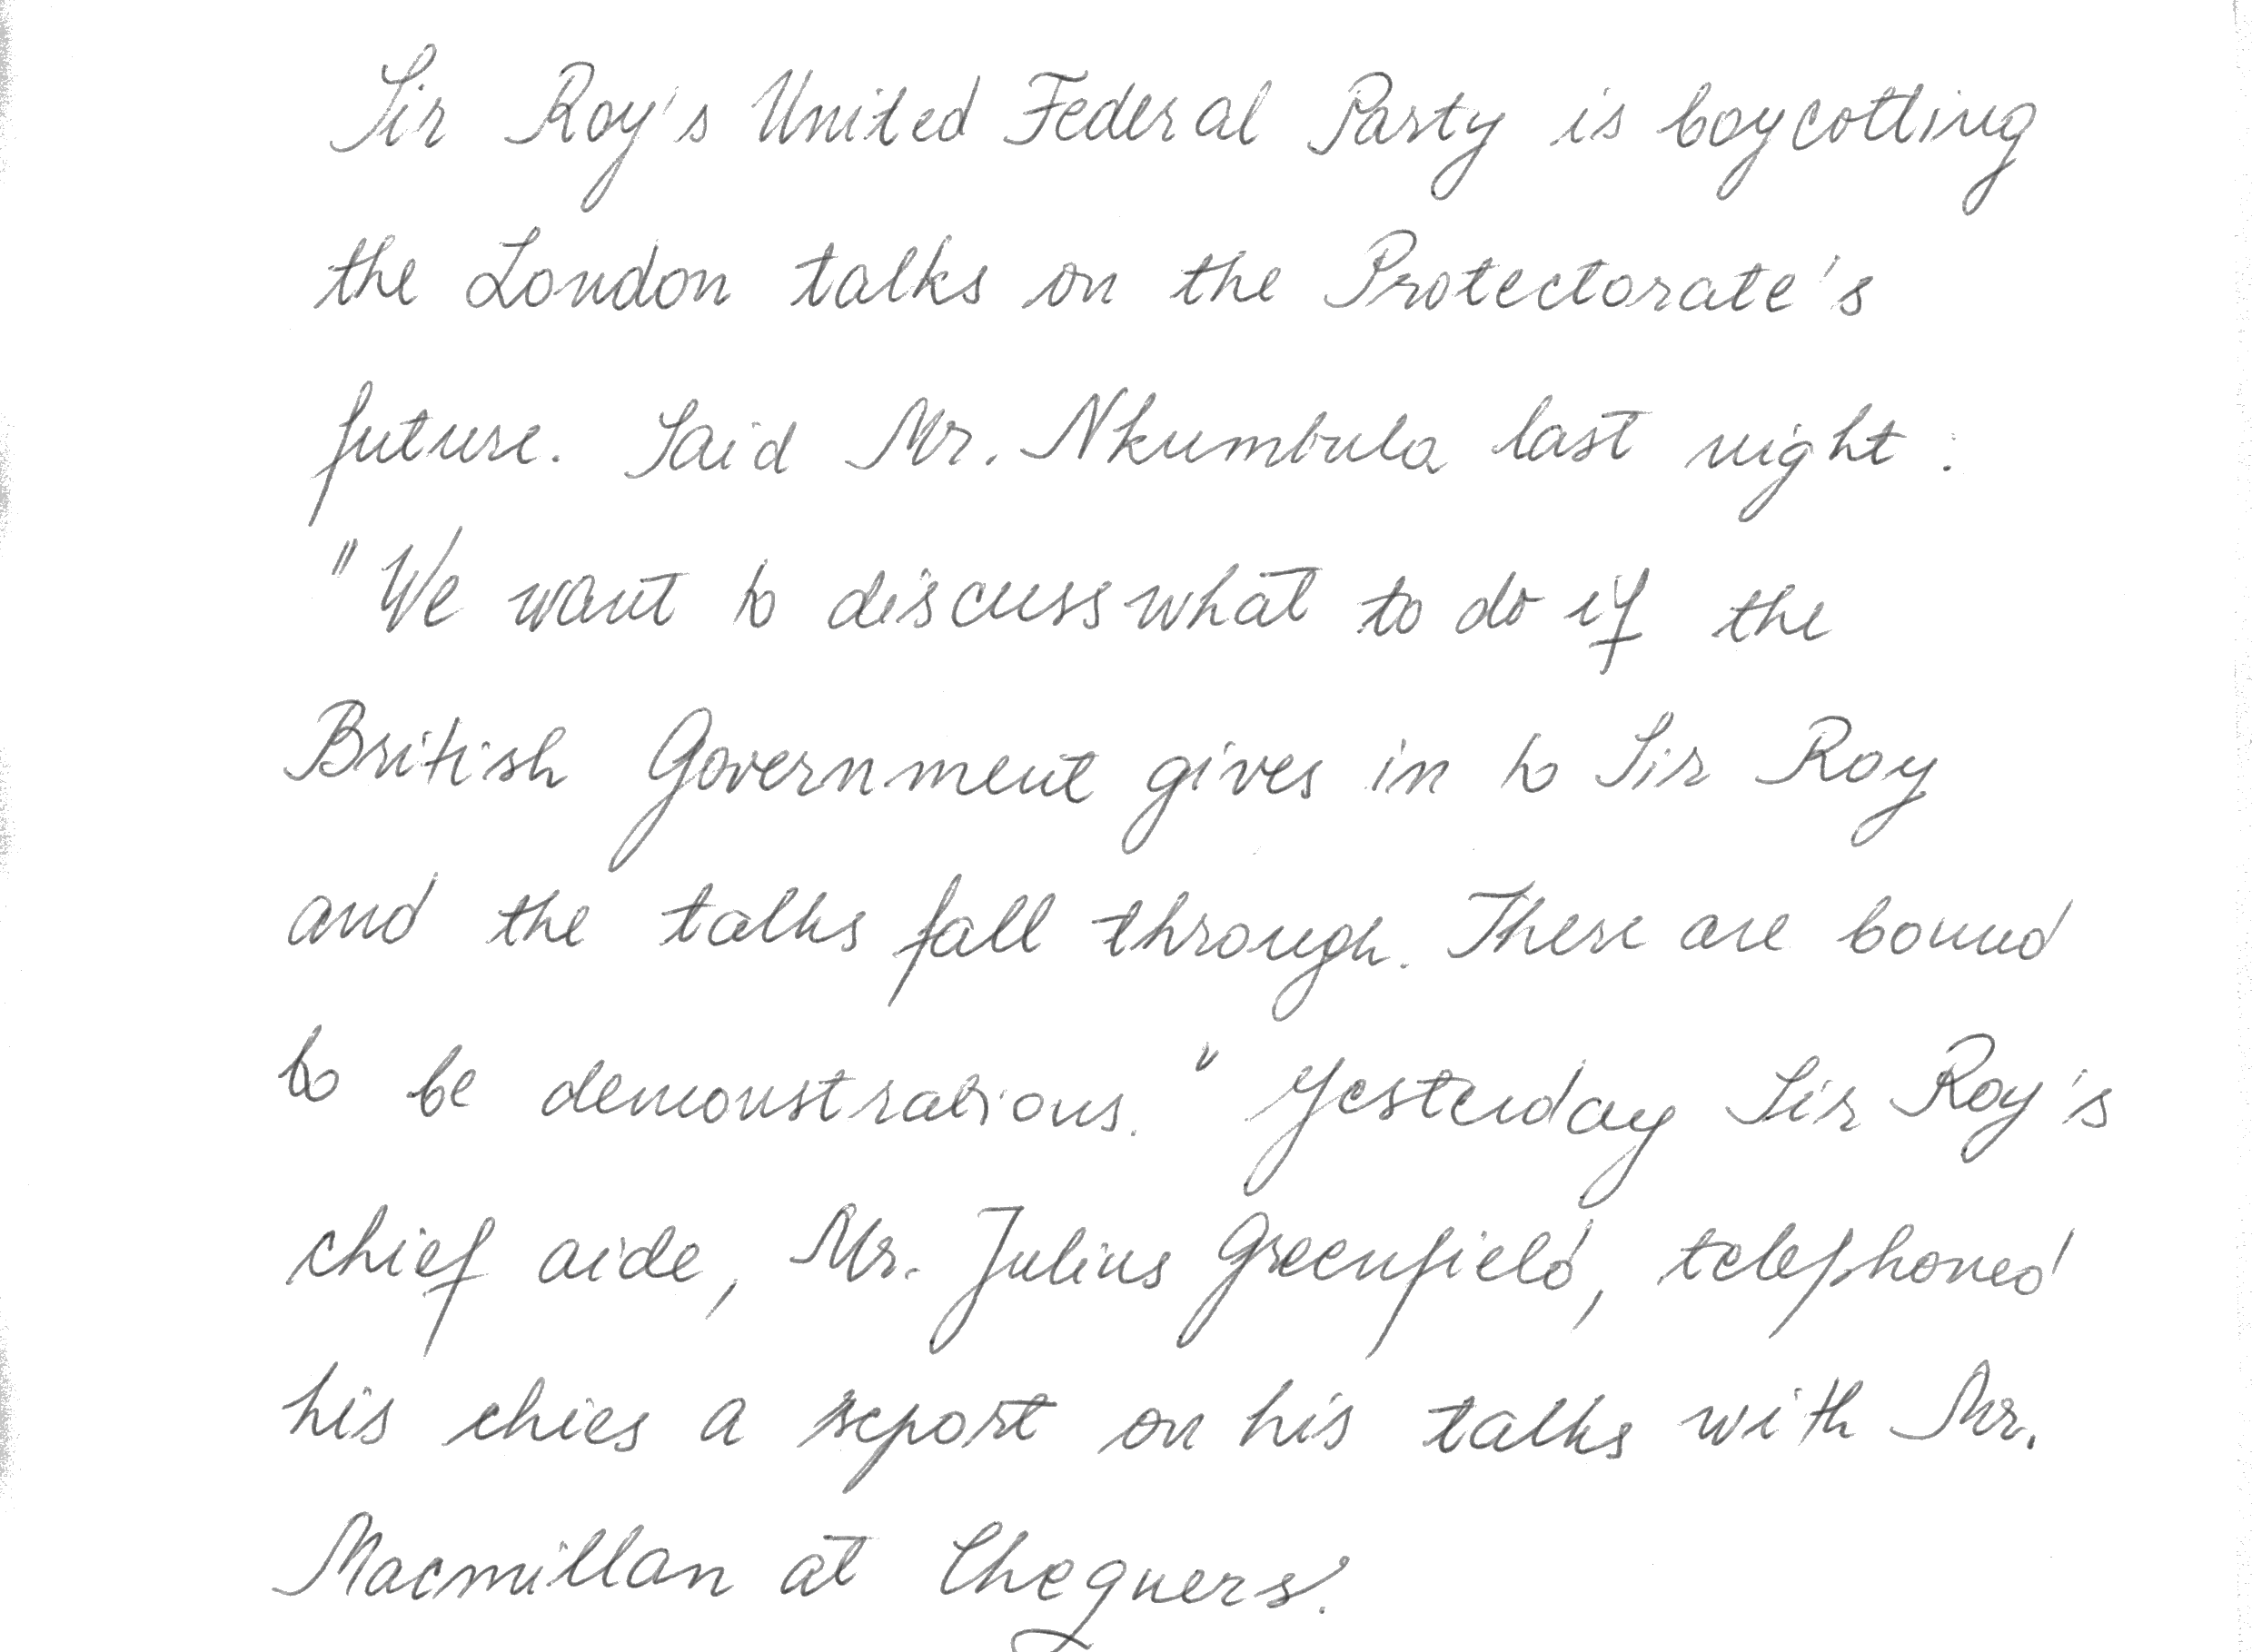 Sir Roy's United Federal Party is boycotting
the London talks on the Protectorate's
future. Said Mr. Nkumbula last night :
"We want to discuss what to do if the
British Government gives in to Sir Roy
and the talks fall through. There are bound
to be demonstrations." Yesterday Sir Roy's
chief aide, Mr. Julius Greenfield, telephoned
his chies a report on his talks with Mr.
Macmillan at Chequers.